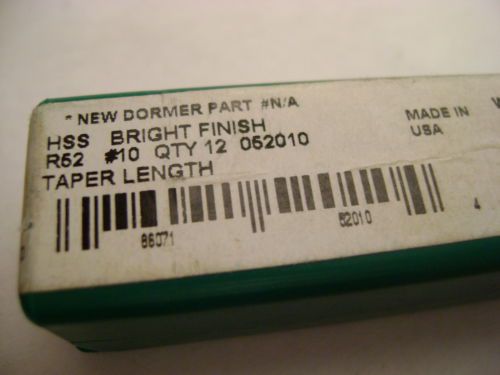 * NEW DORMER PART #N/A
HSS BRIGHT FINISH
R52 #10 QTY 12 052010
TAPER LENGTH
MADE IN
USA
86071
52010
4